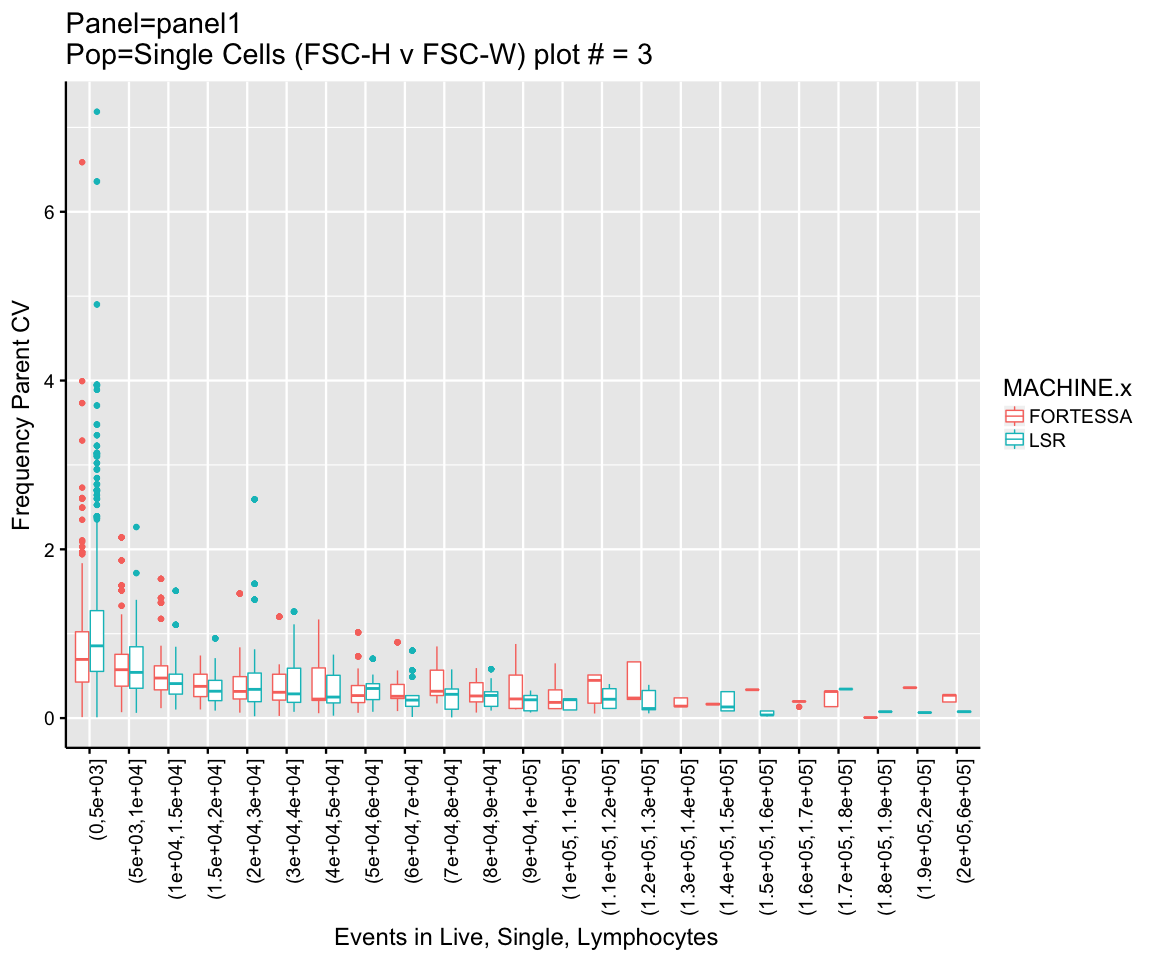 Panel=panel1
Pop=Single Cells (FSC-H v FSC-W) plot # = 3
Frequency Parent CV
6
4
2
0
(0,5e+03]
(5e+03,1e+04]
(1e+04,1.5e+04]
(1.5e+04,2e+04]
(2e+04,3e+04]
(3e+04,4e+04]
(4e+04,5e+04]
(5e+04,6e+04]
(6e+04,7e+04]
(7e+04,8e+04]
(8e+04,9e+04]
(9e+04,1e+05]
(1e+05,1.1e+05]
(1.1e+05,1.2e+05]
(1.2e+05,1.3e+05]
(1.3e+05,1.4e+05]
(1.4e+05,1.5e+05]
(1.5e+05,1.6e+05]
(1.6e+05,1.7e+05]
(1.7e+05,1.8e+05]
(1.8e+05,1.9e+05]
(1.9e+05,2e+05]
(2e+05,6e+05]
Events in Live, Single, Lymphocytes
MACHINE.x
FORTESSA
LSR